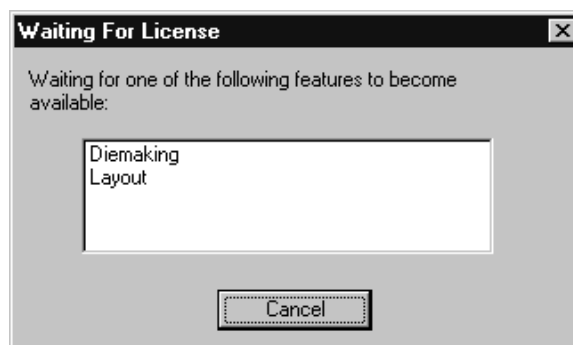 Waiting For License
Waiting for one of the following features to become
available:
Diemaking
Layout
Cancel